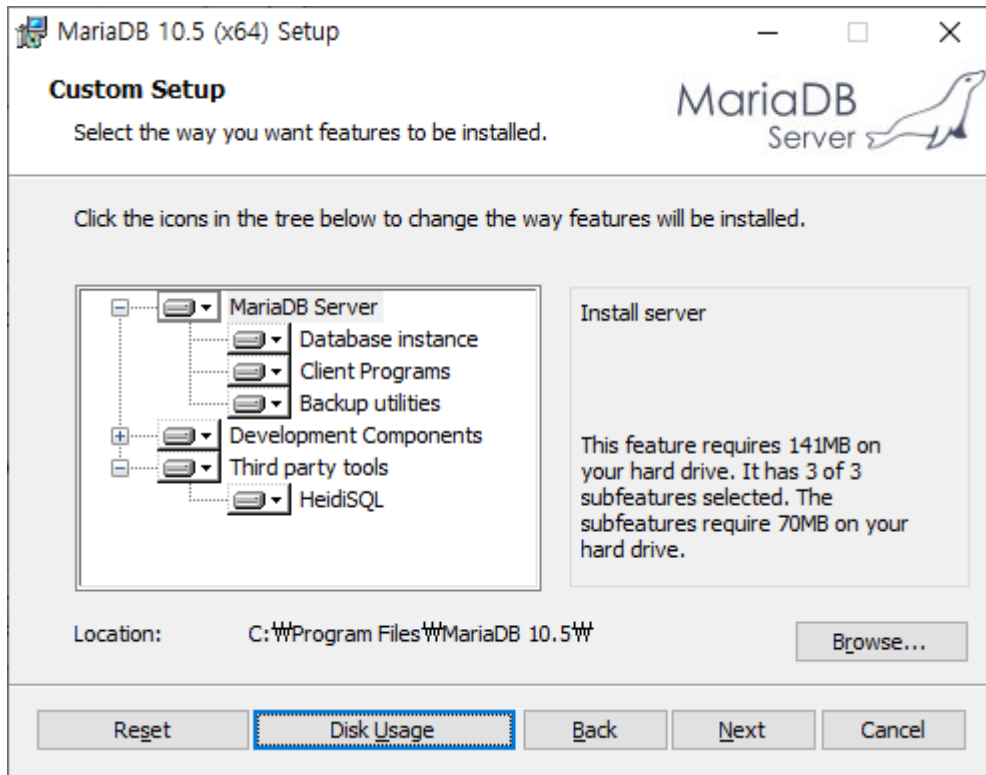 MariaDB 10.5 (x64) Setup
Custom Setup
Select the way you want features to be installed.
MariaDB
Server
Click the icons in the tree below to change the way features will be installed.
MariaDB Server
Database instance
Client Programs
Backup utilities
Development Components
Third party tools
HeidiSQL
Install server
This feature requires 141MB on
your hard drive. It has 3 of 3
subfeatures selected. The
subfeatures require 70MB on your
hard drive.
Location: C:₩Program Files₩MariaDB 10.5₩
Browse...
Reset Disk Usage Back Next Cancel